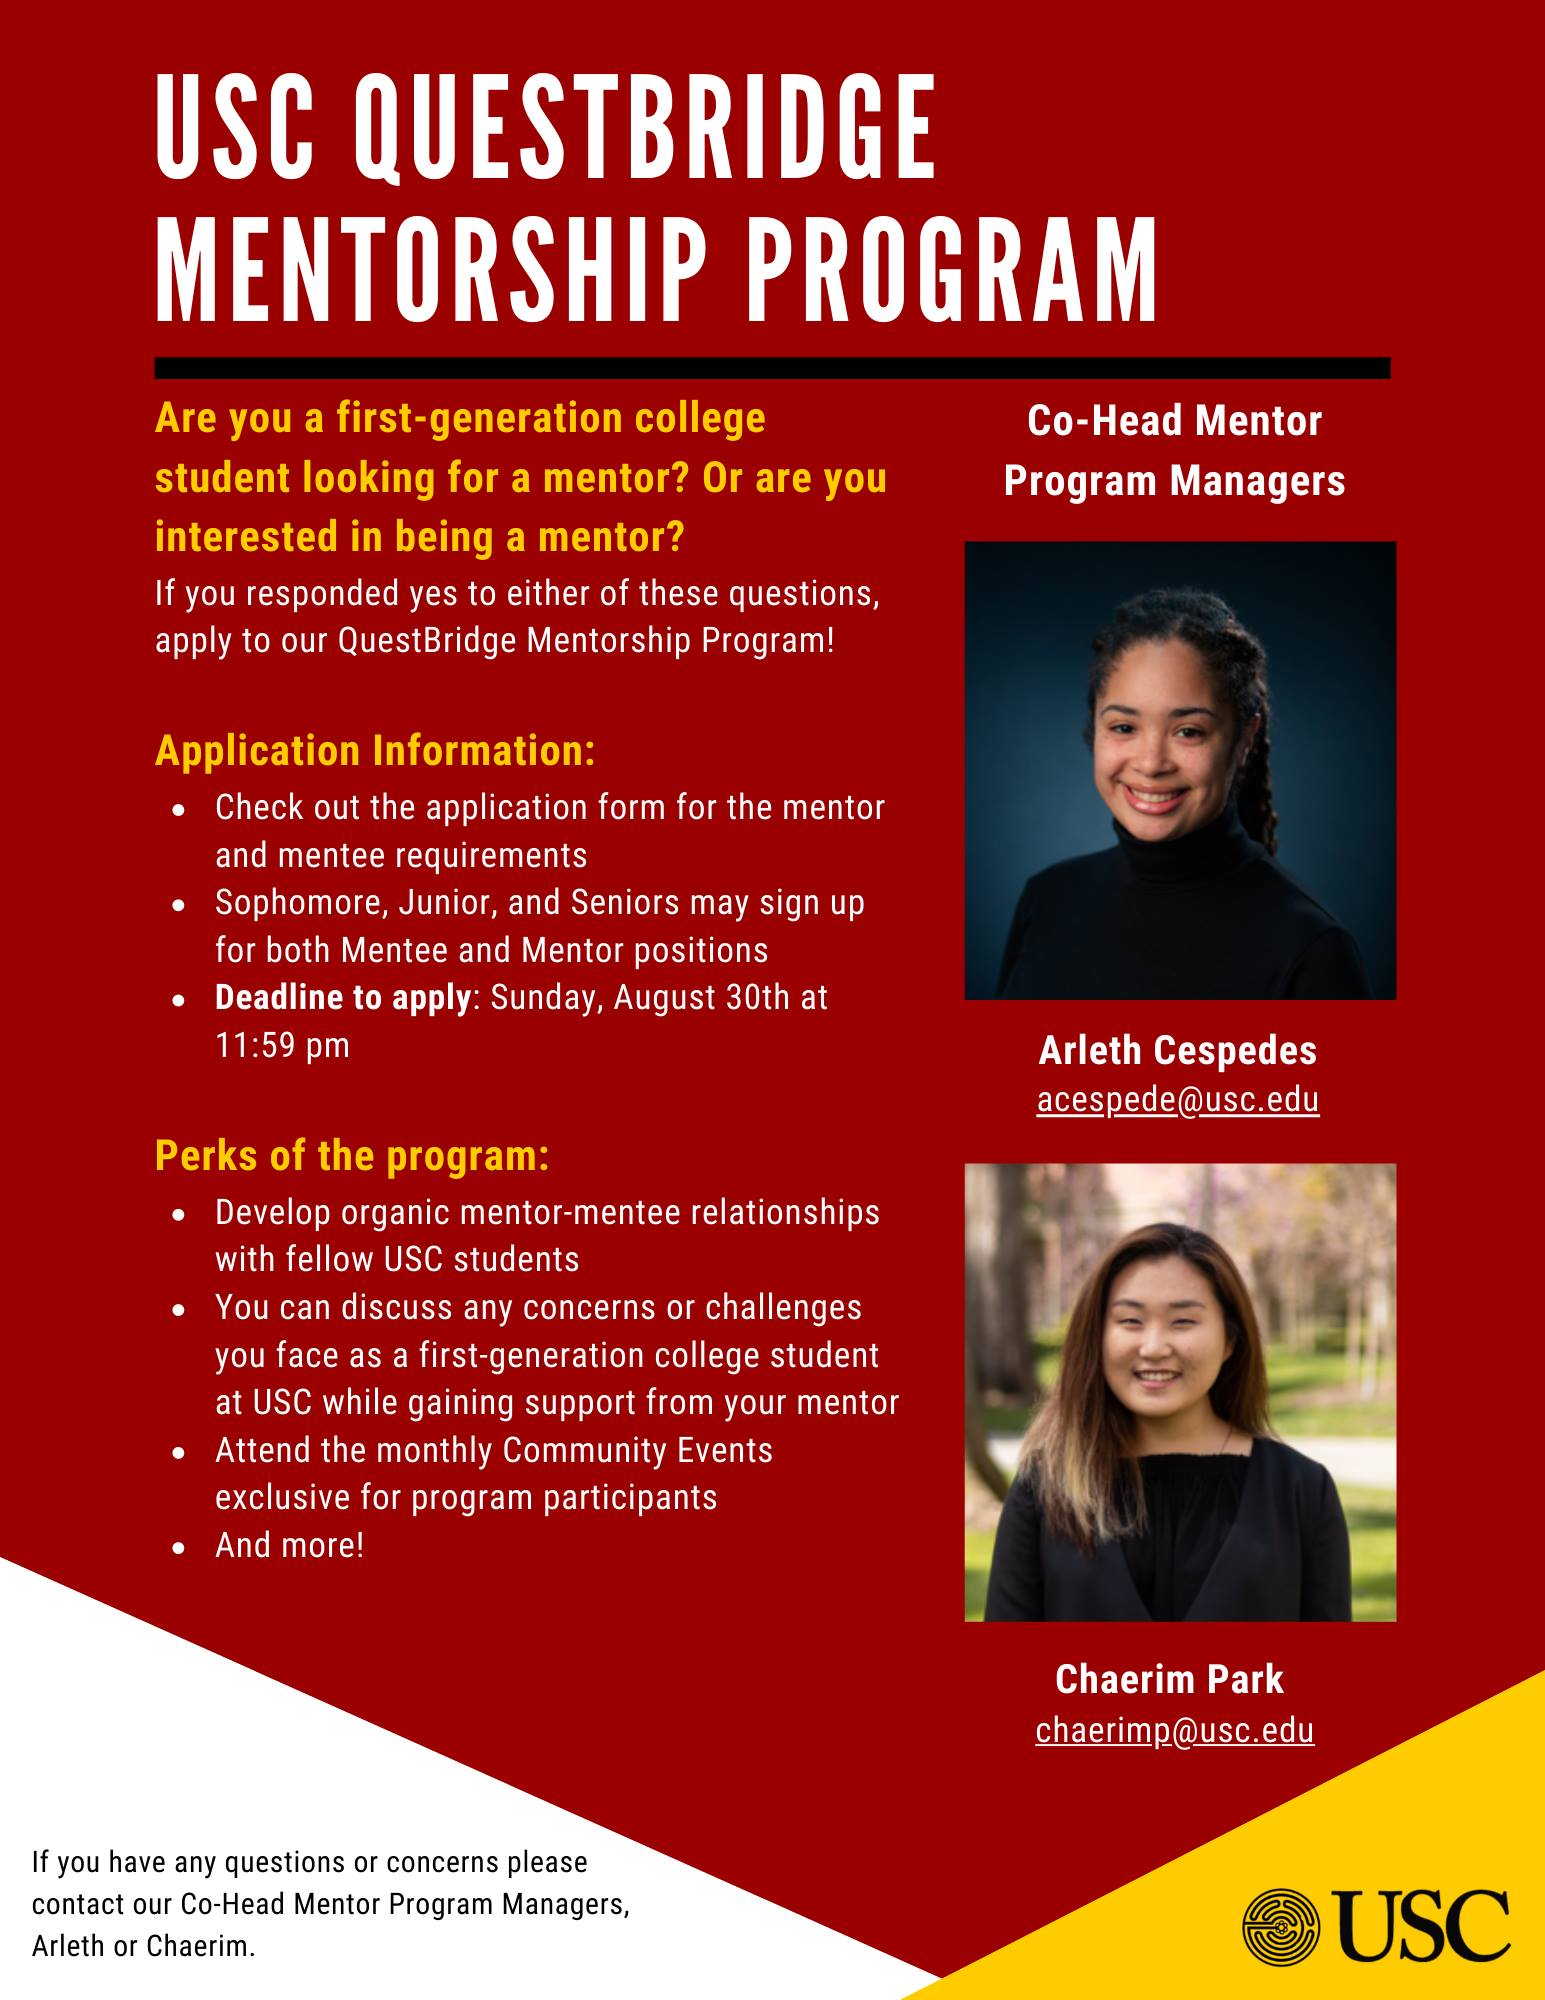 USC QUESTBRIDGE
MENTORSHIP PROGRAM
Are you a first-generation college
student looking for a mentor? Or are you
interested in being a mentor?
If you responded yes to either of these questions,
apply to our QuestBridge Mentorship Program!
Application Information:
• Check out the application form for the mentor
and mentee requirements
• Sophomore, Junior, and Seniors may sign up
for both Mentee and Mentor positions
• Deadline to apply: Sunday, August 30th at
11:59 pm
Perks of the program:
• Develop organic mentor-mentee relationships
with fellow USC students
• You can discuss any concerns or challenges
you face as a first-generation college student
at USC while gaining support from your mentor
• Attend the monthly Community Events
exclusive for program participants
• And more!
Co-Head Mentor
Program Managers
Arleth Cespedes
acespede@usc.edu
Chaerim Park
chaerimp@usc.edu
If you have any questions or concerns please
contact our Co-Head Mentor Program Managers,
Arleth or Chaerim.
USC